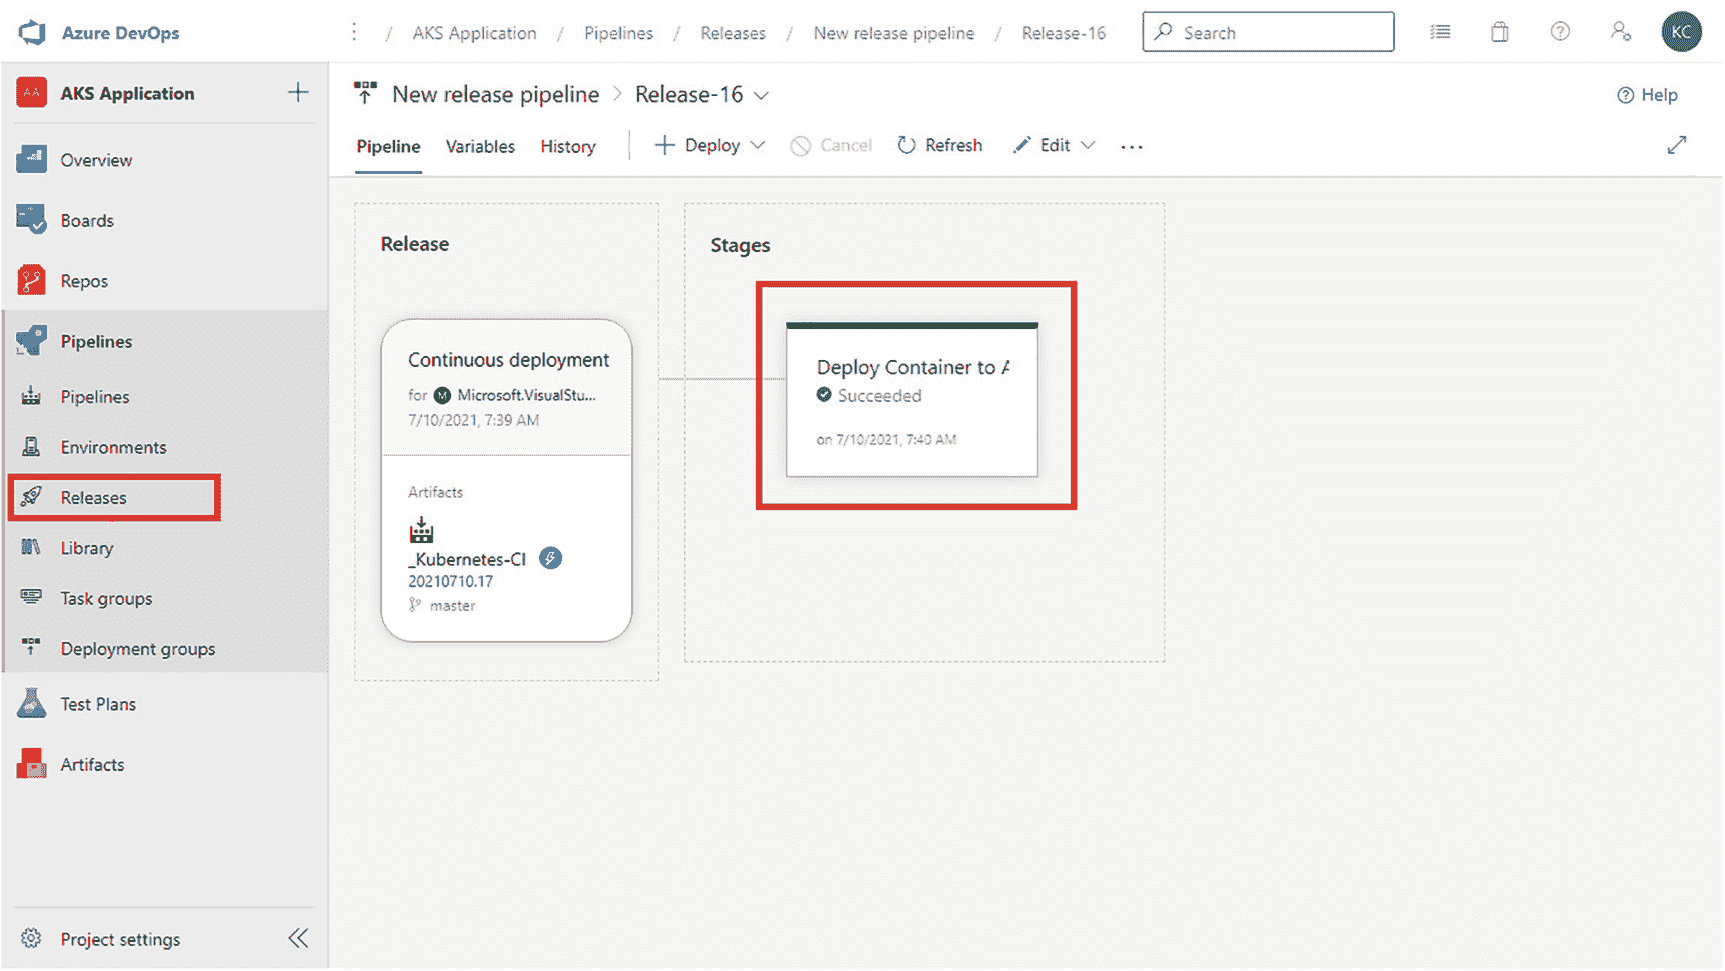 Azure DevOps
/ AKS Application / Pipelines / Releases / New release pipeline / Release-16
Search
KC
AA AKS Application
New release pipeline > Release-16
Help
Pipeline Variables History Deploy Cancel Refresh Edit ...
Overview
Boards
Repos
Pipelines
Pipelines
Environments
Releases
Library
Task groups
Deployment groups
Test Plans
Artifacts
Project settings
Release
Continuous deployment
for M Microsoft.VisualStu...
7/10/2021, 7:39 AM
Artifacts
_Kubernetes-CI
20210710.17
master
Stages
Deploy Container to A
Succeeded
on 7/10/2021, 7:40 AM